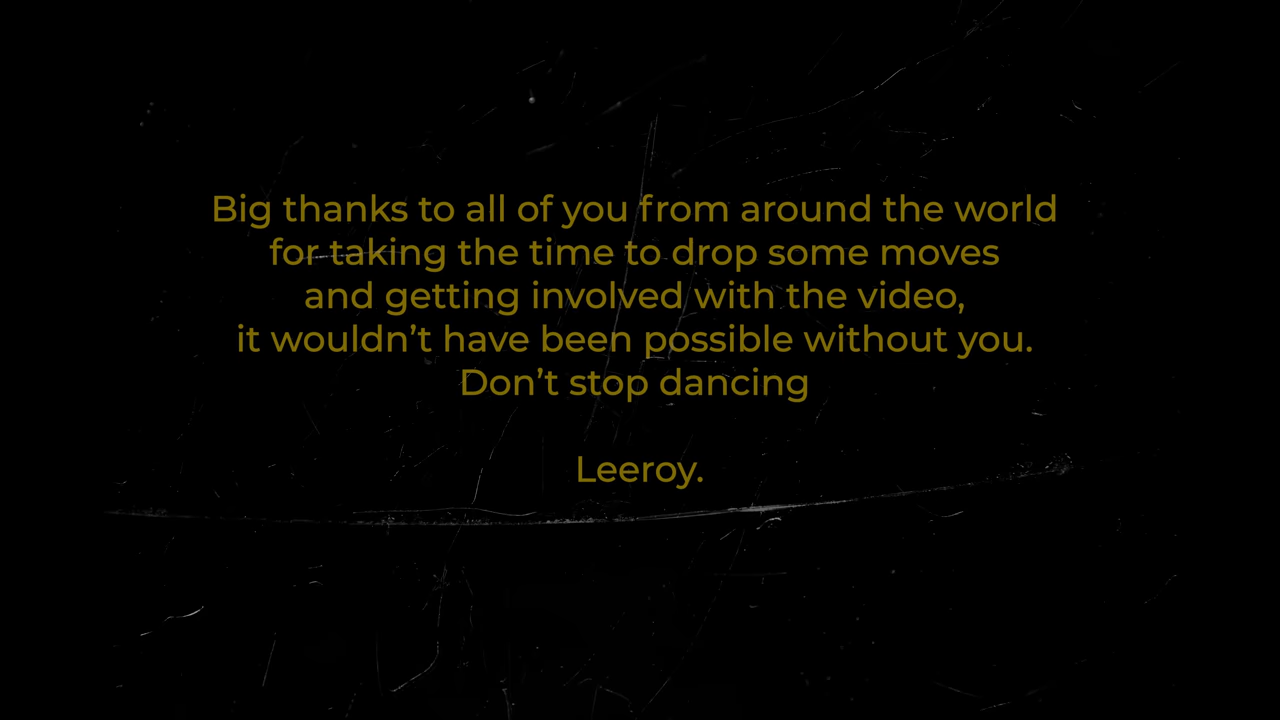 Big thanks to all of you from around the world
for taking the time to drop some moves
and getting involved with the video,
it wouldn’t have been possible without you.
Don’t stop dancing
Leeroy.